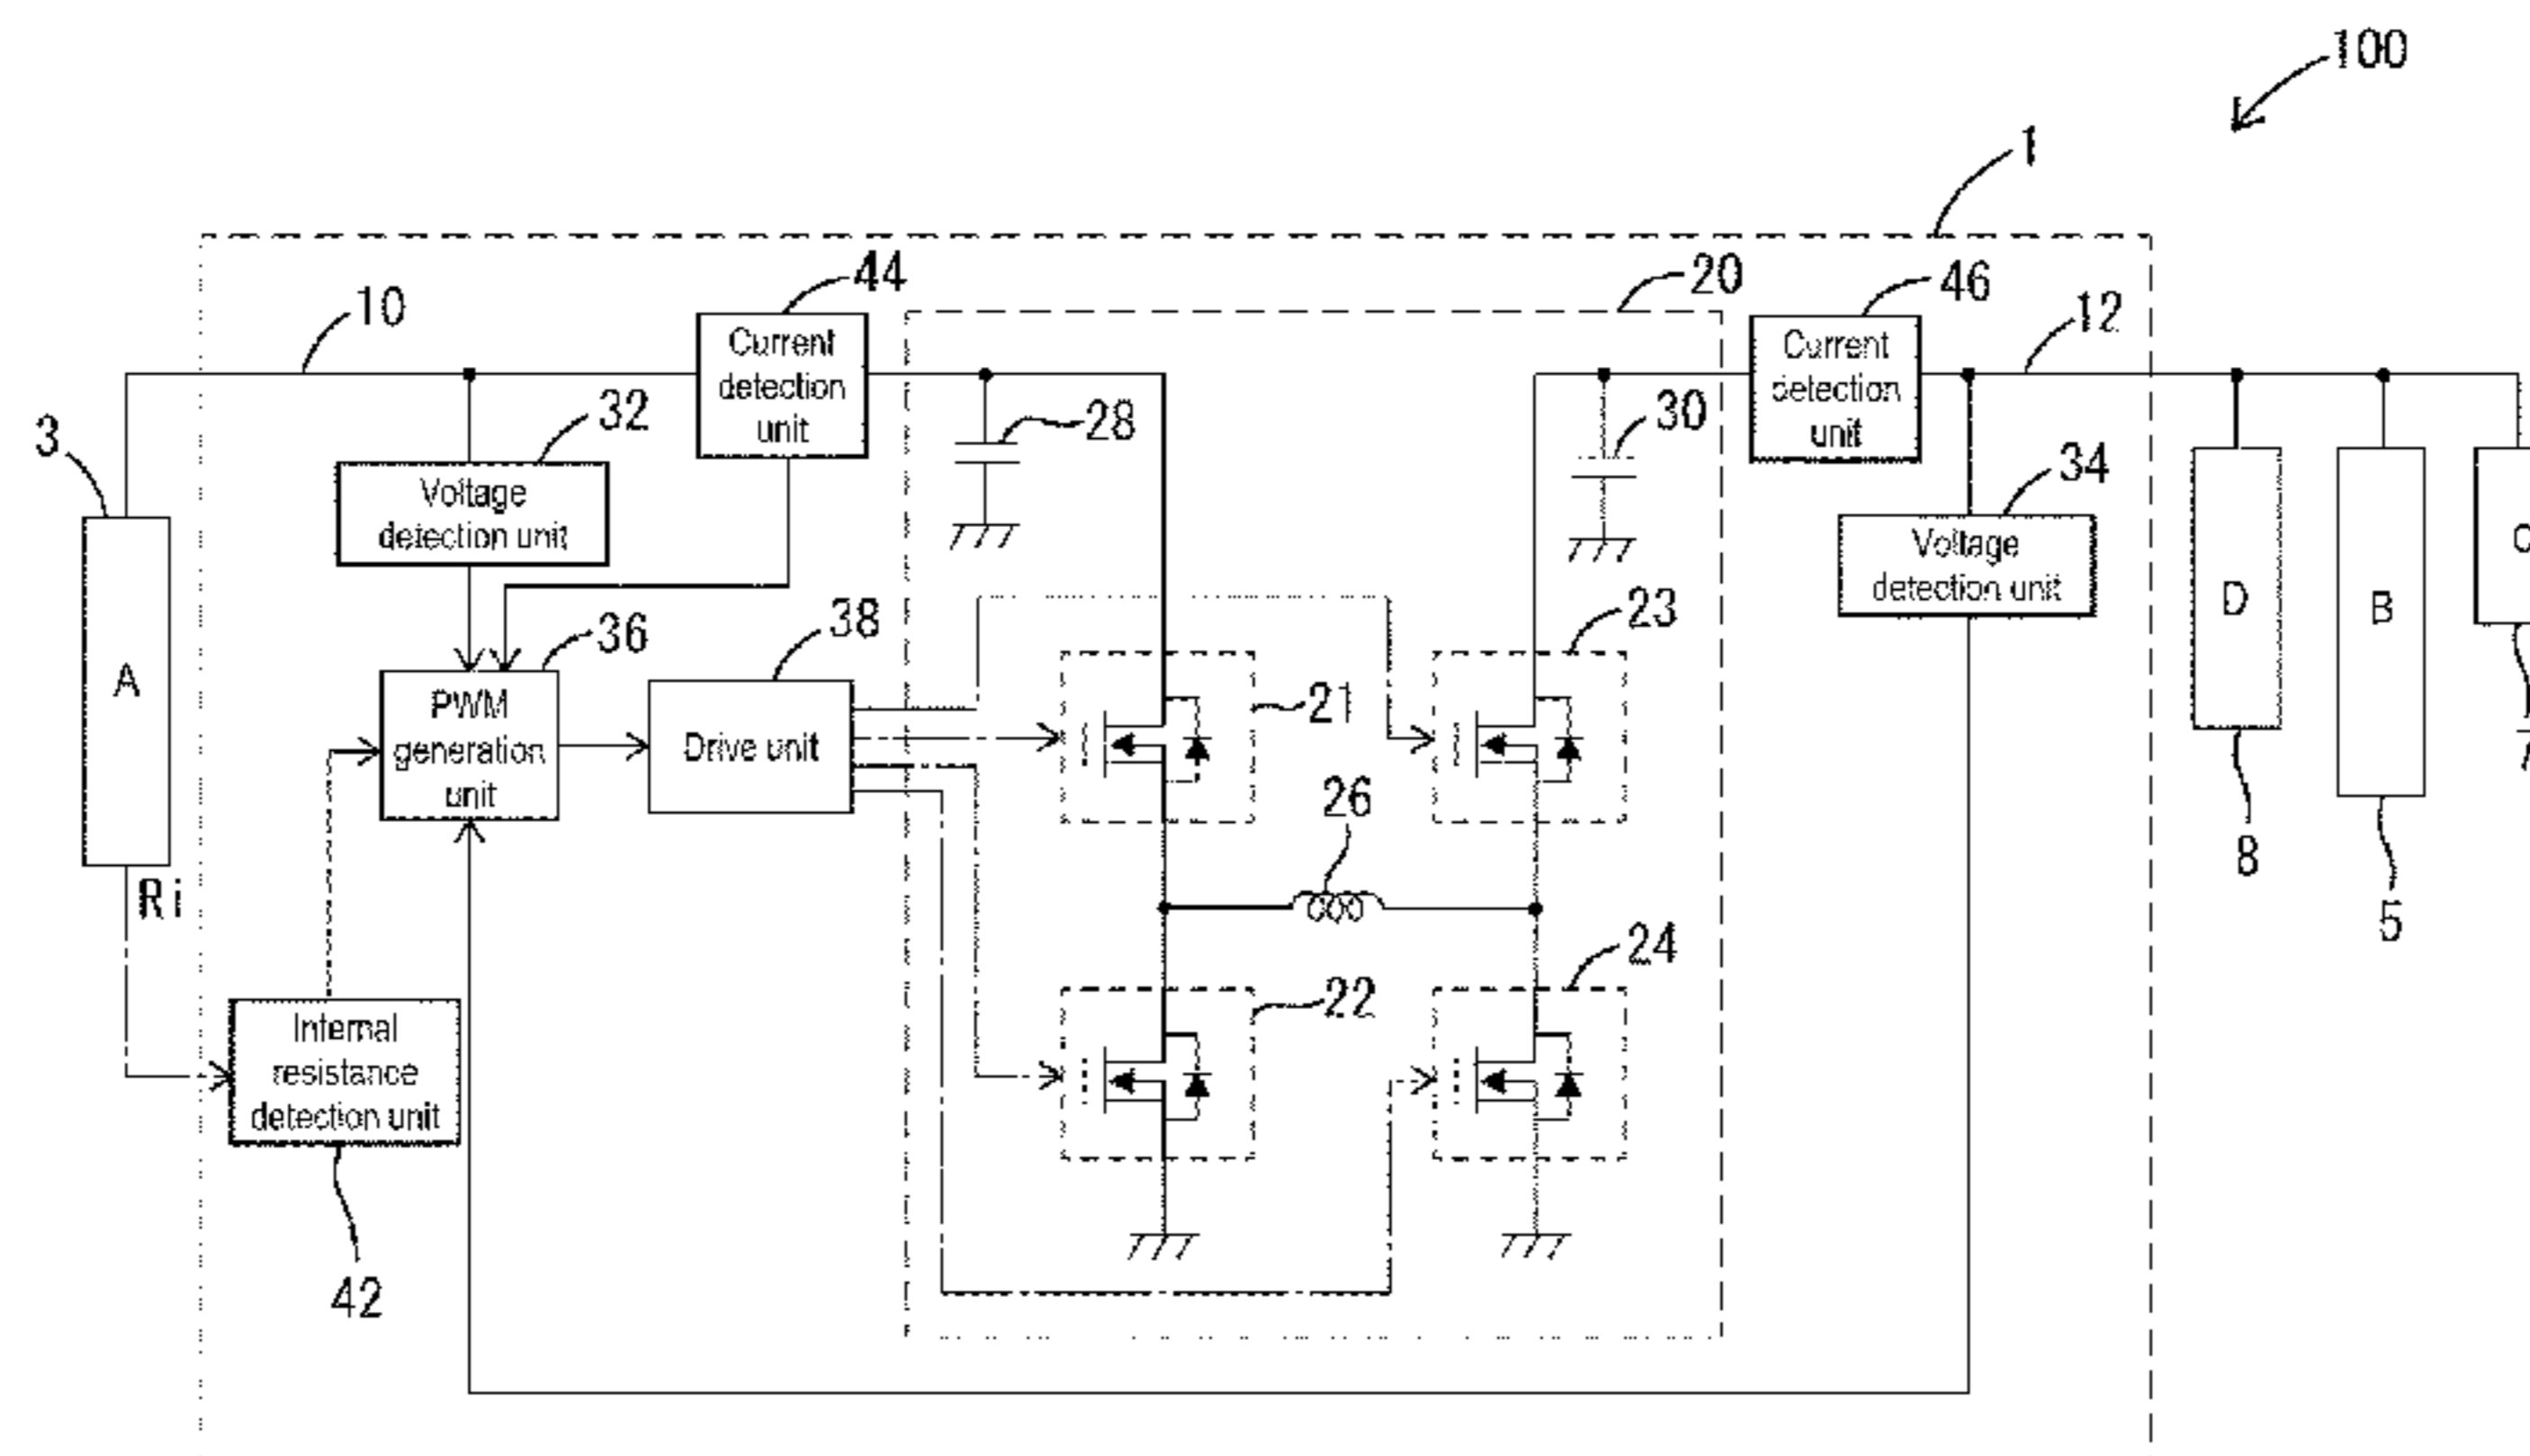 100
1
44
20
46
10
12
Current
detection
unit
Current
detection
unit
32
28
30
3
34
Voltage
detection unit
Voltage
detection unit
23
36
38
D
B
A
21
PWM
generation
unit
Drive unit
26
8
Ri
5
24
22
Internal
resistance
detection unit
42